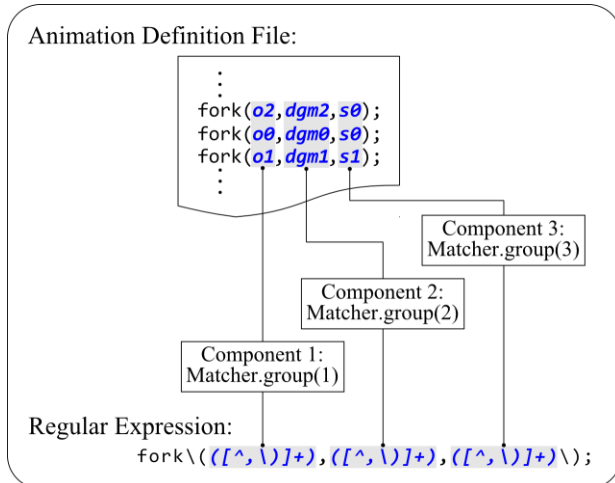 Animation Definition File:
fork(o2,dgm2,s0);
fork(o0,dgm0,s0);
fork(o1,dgm1,s1);
Component 3:
Matcher.group(3)
Component 2:
Matcher.group(2)
Component 1:
Matcher.group(1)
Regular Expression:
fork\(([^,\)]+),([^,\)]+),([^,\)]+)\);